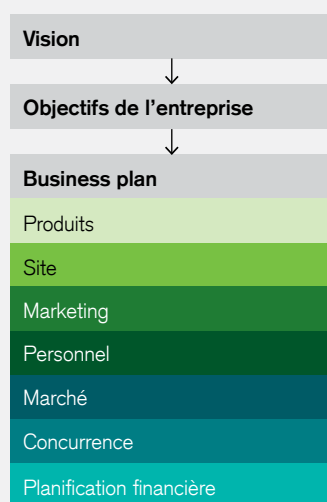 Vision
Objectifs de l’entreprise
Business plan
Produits
Site
Marketing
Personnel
Marché
Concurrence
Planification financière